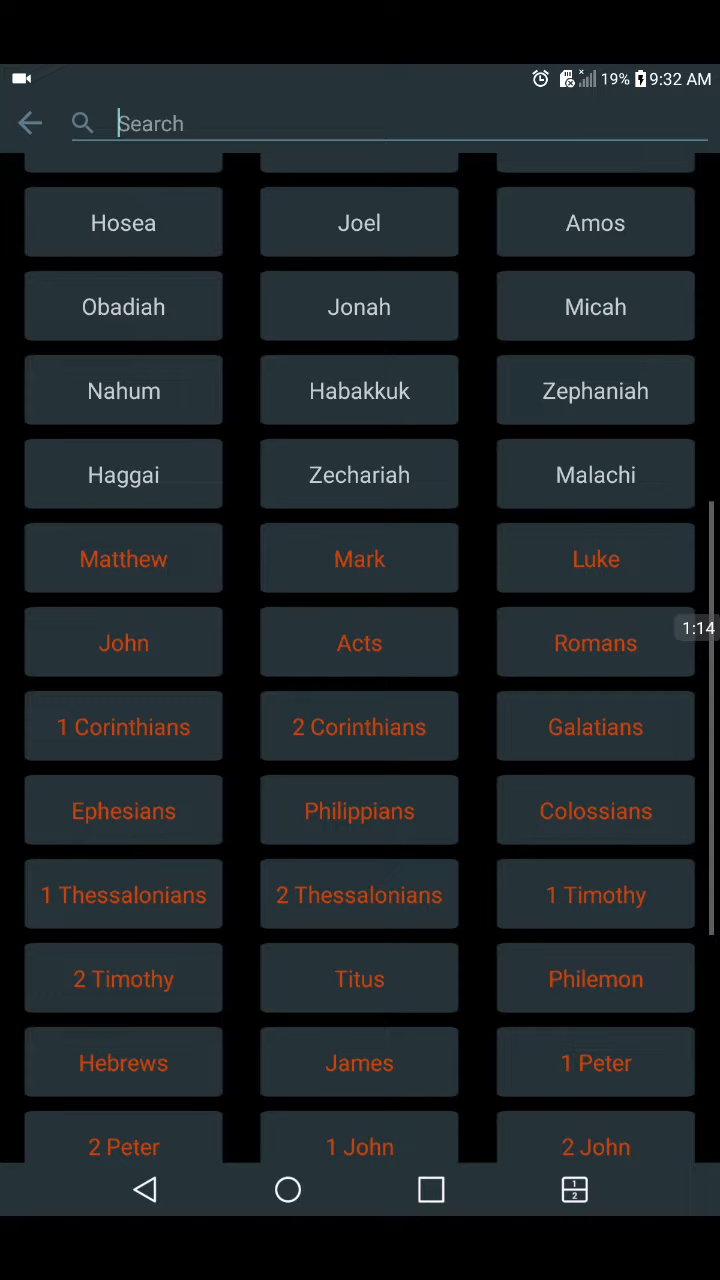 19% 9:32 AM
Search
Hosea Joel Amos
Obadiah Jonah Micah
Nahum Habakkuk Zephaniah
Haggai Zechariah Malachi
Matthew Mark Luke
John Acts Romans
1:14
1 Corinthians 2 Corinthians Galatians
Ephesians Philippians Colossians
1 Thessalonians 2 Thessalonians 1 Timothy
2 Timothy Titus Philemon
Hebrews James 1 Peter
2 Peter 1 John 2 John
1
2